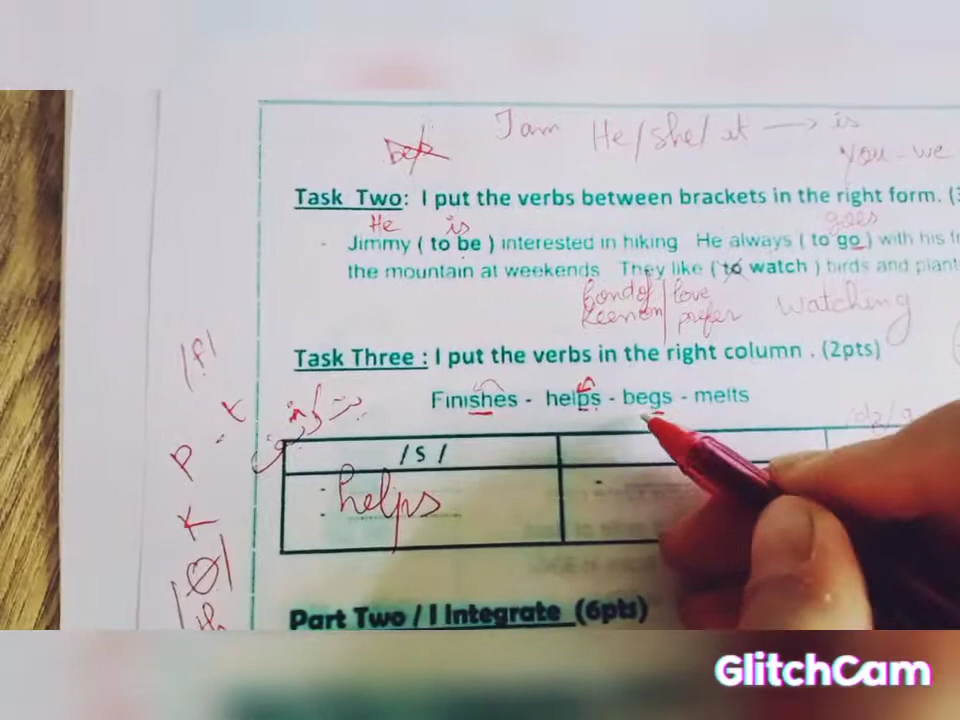 I am He/she/it → is
you - we
Task Two: I put the verbs between brackets in the right form. (3
He is goes
- Jimmy ( to be ) interested in hiking He always ( to go ) with his fr
the mountain at weekends They like ( to watch ) birds and plant
fond of / love
keen on / prefer watching
Task Three : I put the verbs in the right column . (2pts)
/f/
Finishes - helps - begs - melts
t
P
/s/
helps
K
/θ/
th
Part Two / I Integrate (6pts)
GlitchCam